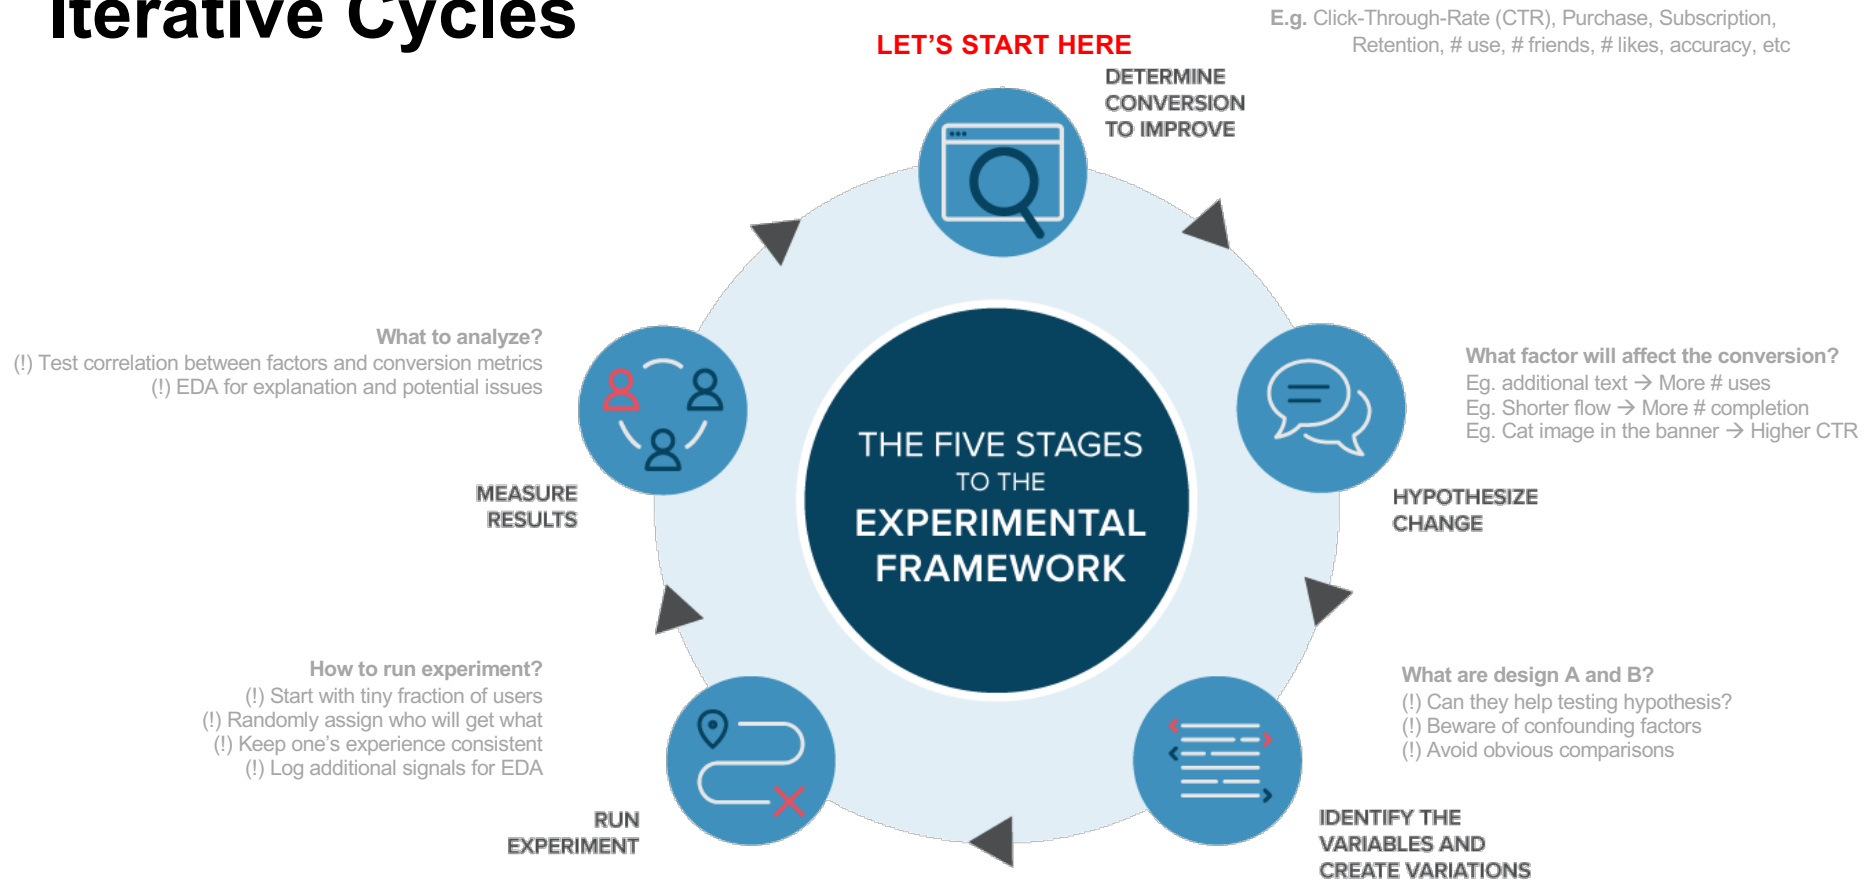 Iterative Cycles
LET'S START HERE
E.g. Click-Through-Rate (CTR), Purchase, Subscription,
Retention, # use, # friends, # likes, accuracy, etc
DETERMINE
CONVERSION
TO IMPROVE
What factor will affect the conversion?
Eg. additional text → More # uses
Eg. Shorter flow → More # completion
Eg. Cat image in the banner → Higher CTR
HYPOTHESIZE
CHANGE
What are design A and B?
(!) Can they help testing hypothesis?
(!) Beware of confounding factors
(!) Avoid obvious comparisons
IDENTIFY THE
VARIABLES AND
CREATE VARIATIONS
How to run experiment?
(!) Start with tiny fraction of users
(!) Randomly assign who will get what
(!) Keep one's experience consistent
(!) Log additional signals for EDA
RUN
EXPERIMENT
What to analyze?
(!) Test correlation between factors and conversion metrics
(!) EDA for explanation and potential issues
MEASURE
RESULTS
THE FIVE STAGES
TO THE
EXPERIMENTAL
FRAMEWORK